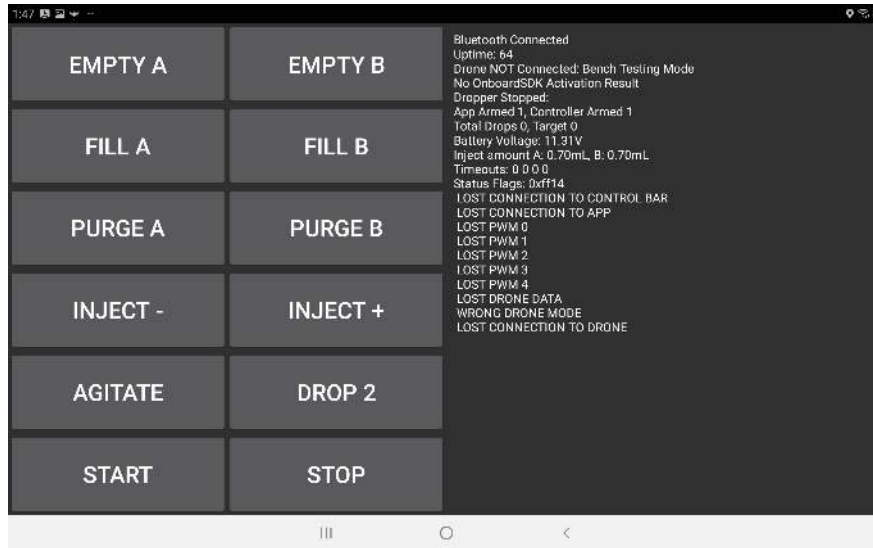 1:47
EMPTY A
EMPTY B
FILL A
FILL B
PURGE A
PURGE B
INJECT -
INJECT +
AGITATE
DROP 2
START
STOP
Bluetooth Connected
Uptime: 64
Drone NOT Connected: Bench Testing Mode
No OnboardSDK Activation Result
Dropper Stopped:
App Armed 1, Controller Armed 1
Total Drops 0, Target 0
Battery Voltage: 11.31V
Inject amount A: 0.70mL, B: 0.70mL
Timeouts: 0 0 0 0
Status Flags: 0xff14
LOST CONNECTION TO CONTROL BAR
LOST CONNECTION TO APP
LOST PWM 0
LOST PWM 1
LOST PWM 2
LOST PWM 3
LOST PWM 4
LOST DRONE DATA
WRONG DRONE MODE
LOST CONNECTION TO DRONE